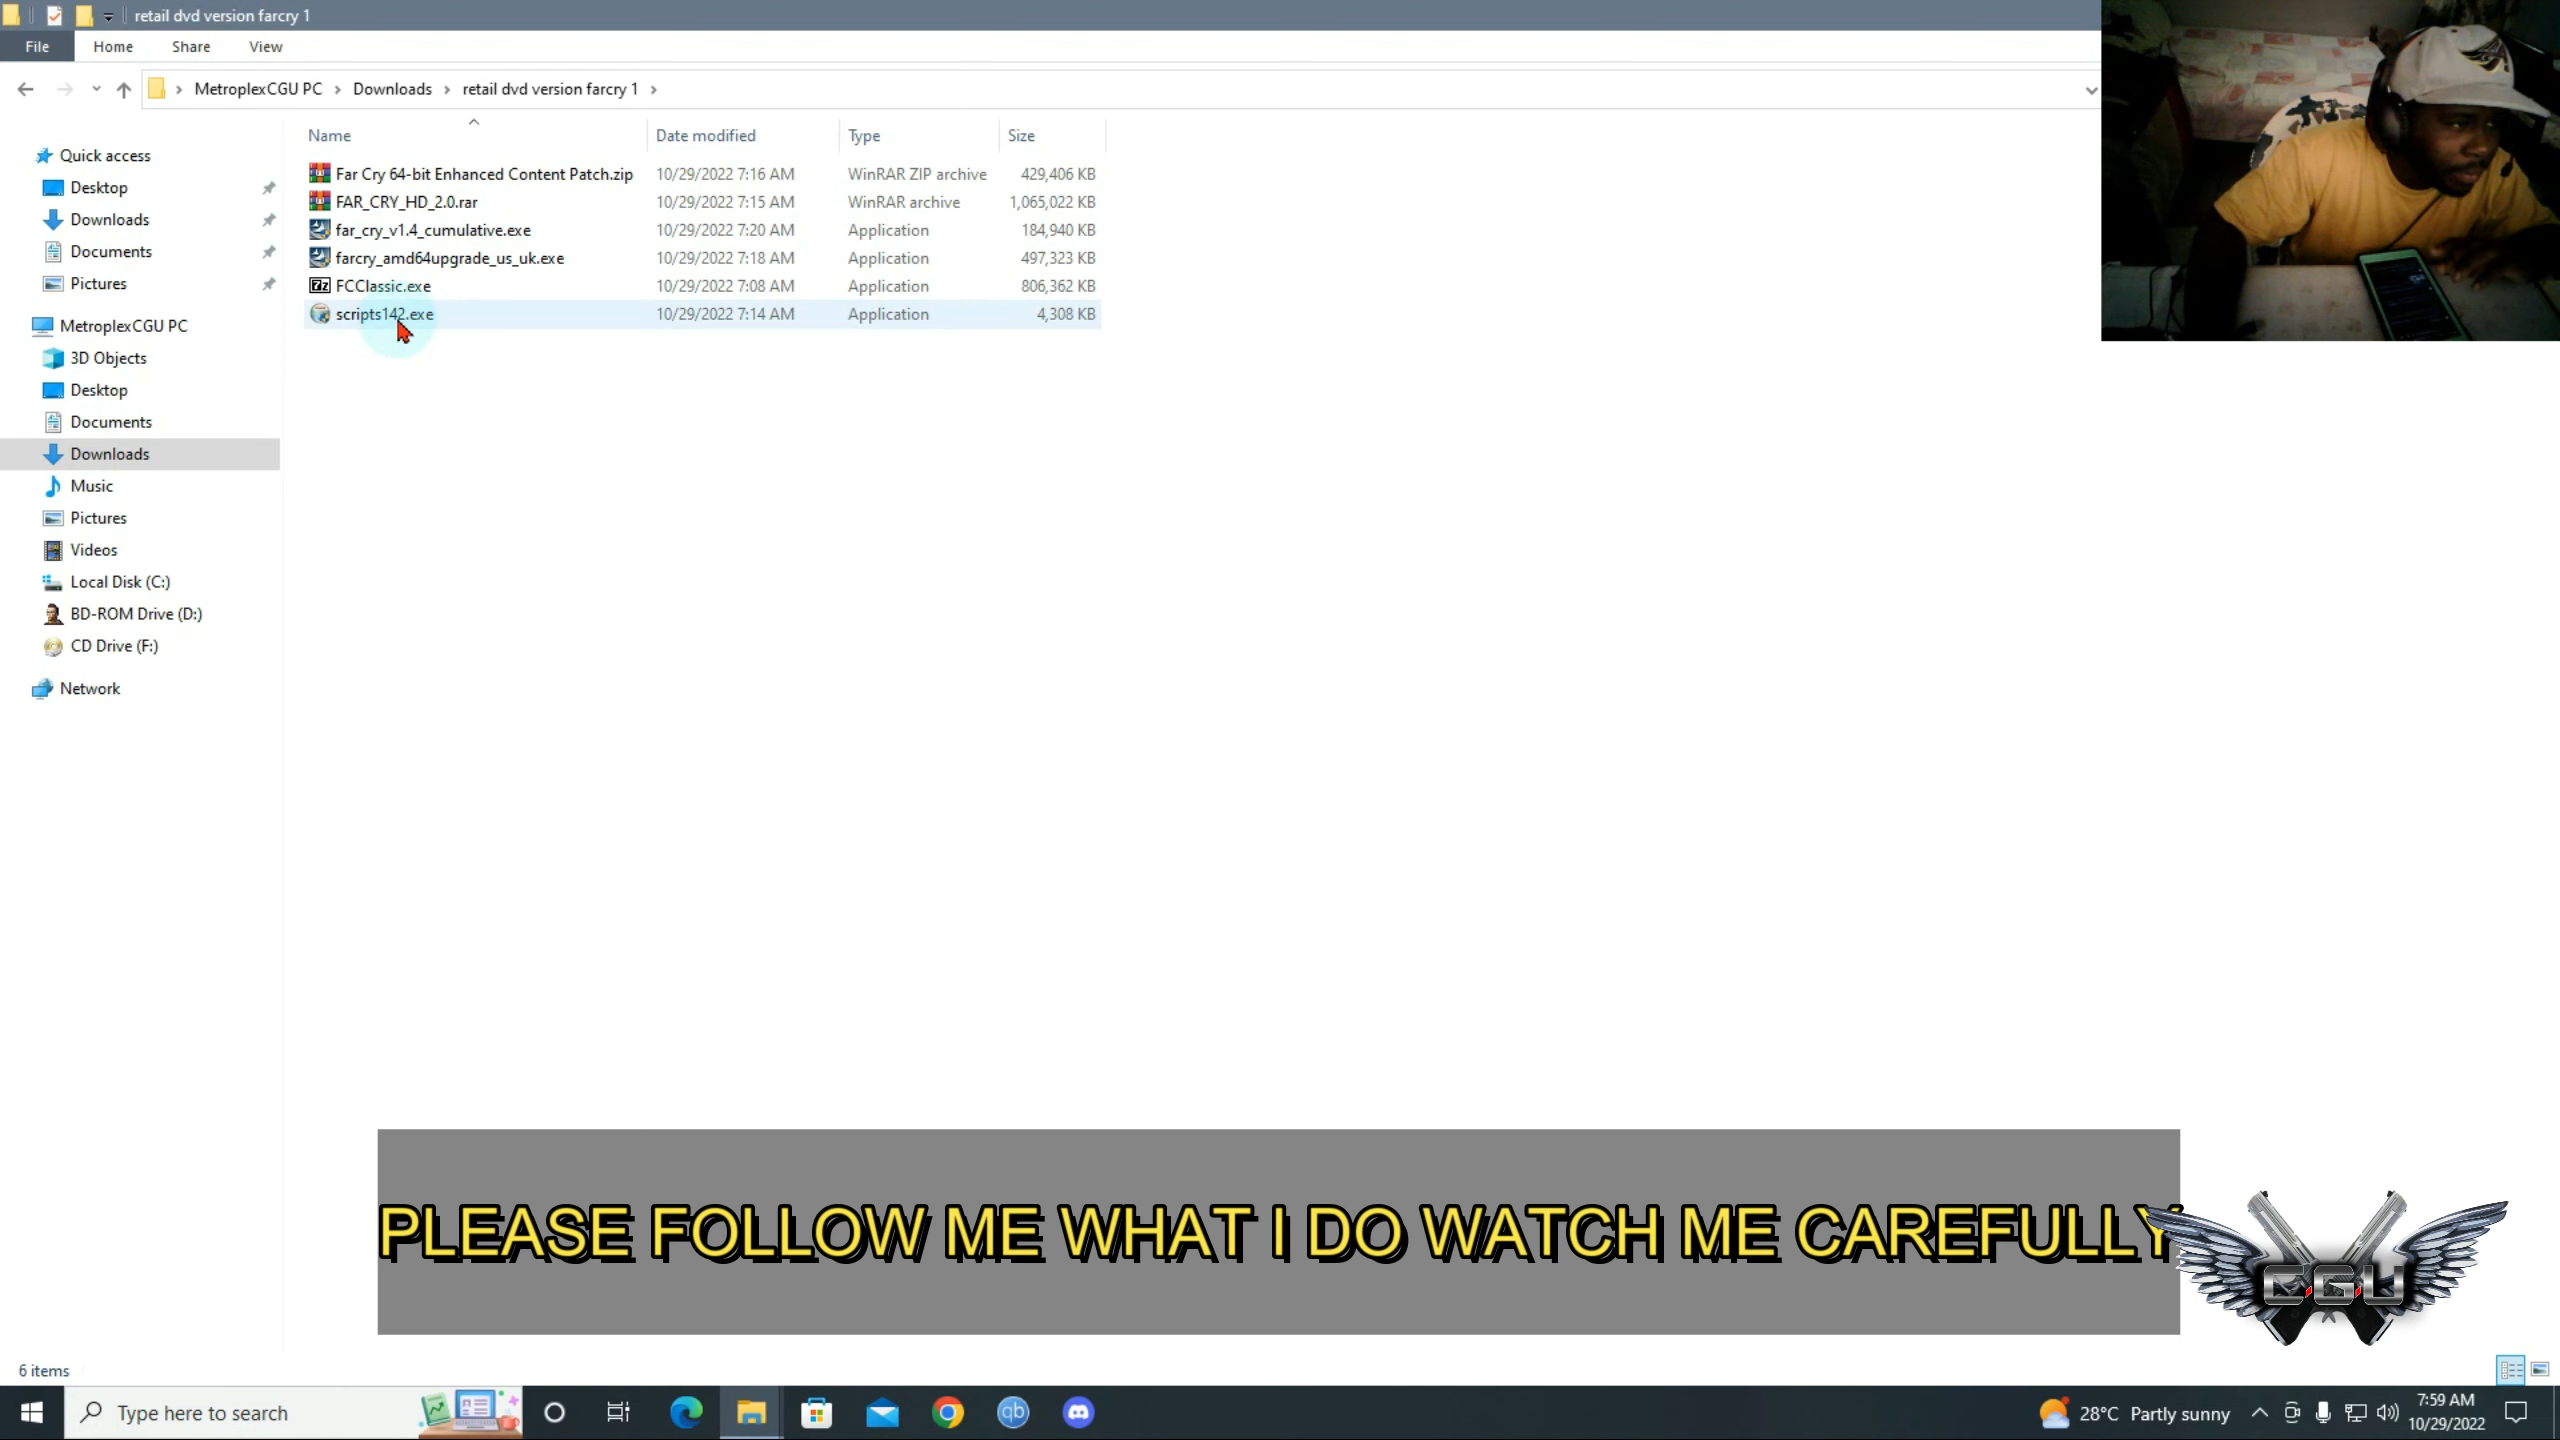 retail dvd version farcry 1
File Home Share View
MetroplexCGU PC Downloads retail dvd version farcry 1
Name Date modified Type Size
Far Cry 64-bit Enhanced Content Patch.zip 10/29/2022 7:16 AM WinRAR ZIP archive 429,406 KB
FAR_CRY_HD_2.0.rar 10/29/2022 7:15 AM WinRAR archive 1,065,022 KB
far_cry_v1.4_cumulative.exe 10/29/2022 7:20 AM Application 184,940 KB
farcry_amd64upgrade_us_uk.exe 10/29/2022 7:18 AM Application 497,323 KB
FCClassic.exe 10/29/2022 7:08 AM Application 806,362 KB
scripts142.exe 10/29/2022 7:14 AM Application 4,308 KB
Quick access
Desktop
Downloads
Documents
Pictures
MetroplexCGU PC
3D Objects
Desktop
Documents
Downloads
Music
Pictures
Videos
Local Disk (C:)
BD-ROM Drive (D:)
CD Drive (F:)
Network
PLEASE FOLLOW ME WHAT I DO WATCH ME CAREFULLY
C.G.U
6 items
Type here to search
qb
28°C Partly sunny
7:59 AM
10/29/2022